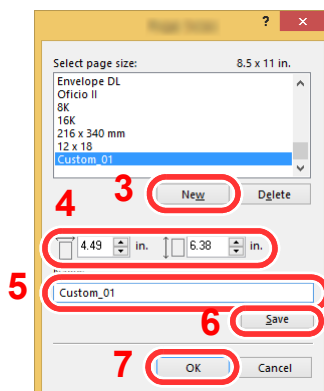 ?
Select page size: 8.5 x 11 in.
Envelope DL
Oficio II
8K
16K
216 x 340 mm
12 x 18
Custom_01
3 New Delete
4
4.49 in. 6.38 in.
5
Custom_01
6 Save
7 OK Cancel